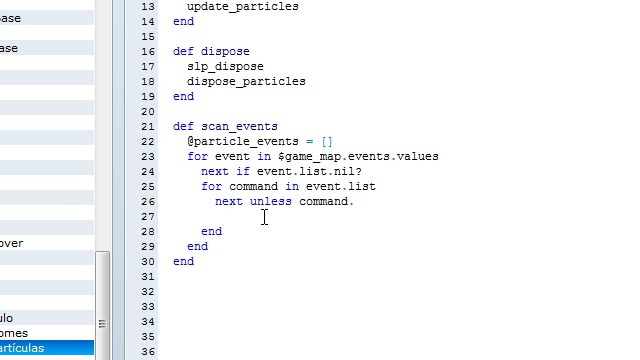 ase
ase
over
ulo
omes
artículas
13 update_particles
14 end
15
16 def dispose
17 slp_dispose
18 dispose_particles
19 end
20
21 def scan_events
22 @particle_events = []
23 for event in $game_map.events.values
24 next if event.list.nil?
25 for command in event.list
26 next unless command.
27
28 end
29 end
30 end
31
32
33
34
35
36